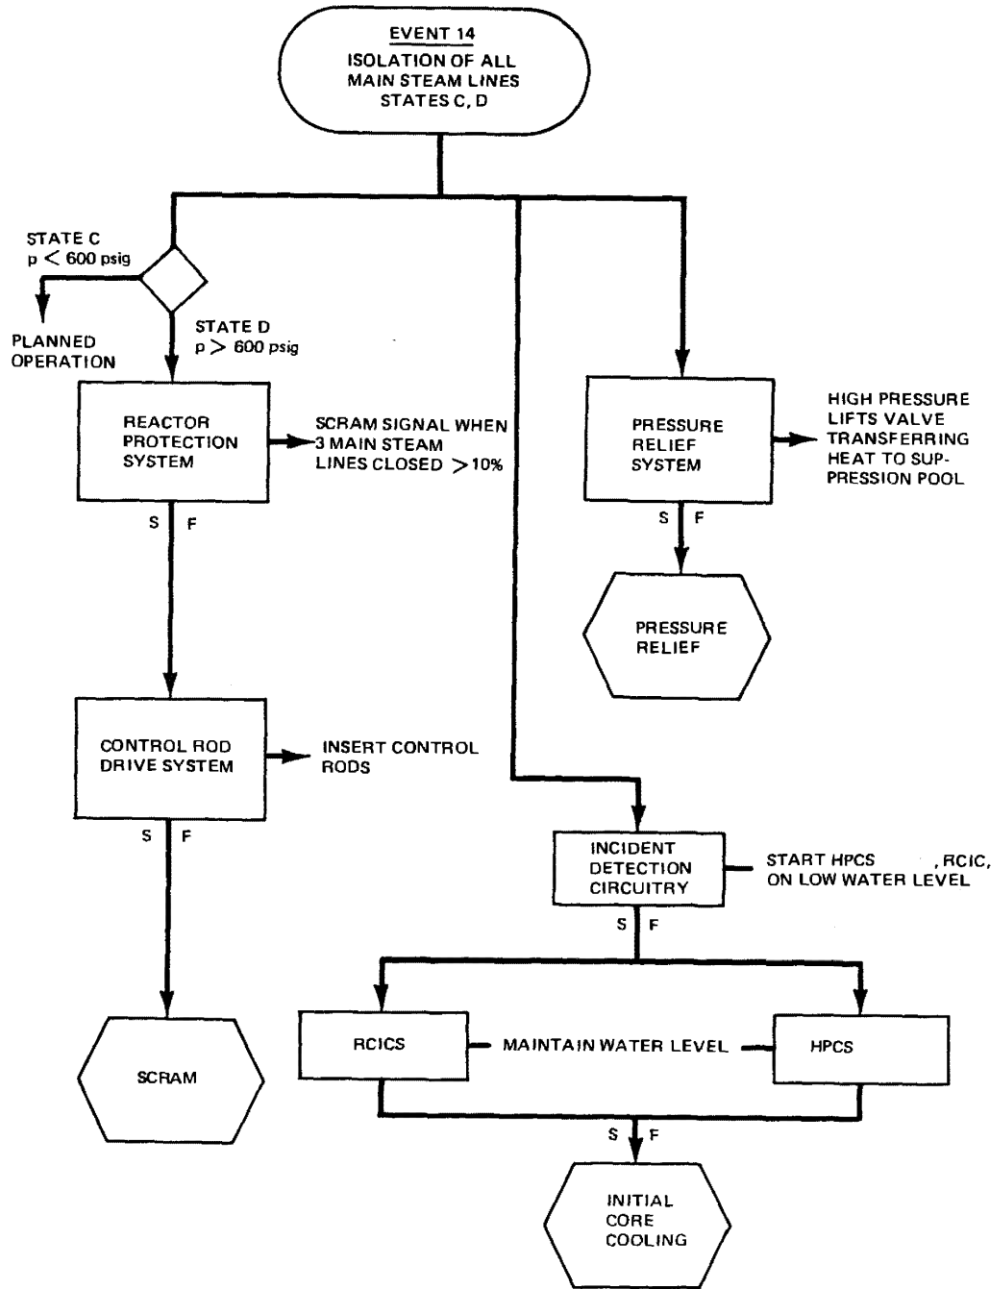 EVENT 14
ISOLATION OF ALL
MAIN STEAM LINES
STATES C, D
STATE C
p < 600 psig
PLANNED
OPERATION
STATE D
p > 600 psig
REACTOR
PROTECTION
SYSTEM
SCRAM SIGNAL WHEN
3 MAIN STEAM
LINES CLOSED >10%
S F
PRESSURE
RELIEF
SYSTEM
HIGH PRESSURE
LIFTS VALVE
TRANSFERRING
HEAT TO SUP-
PRESSION POOL
S F
PRESSURE
RELIEF
CONTROL ROD
DRIVE SYSTEM
INSERT CONTROL
RODS
S F
SCRAM
INCIDENT
DETECTION
CIRCUITRY
START HPCS , RCIC,
ON LOW WATER LEVEL
S F
RCICS
MAINTAIN WATER LEVEL
HPCS
S F
INITIAL
CORE
COOLING